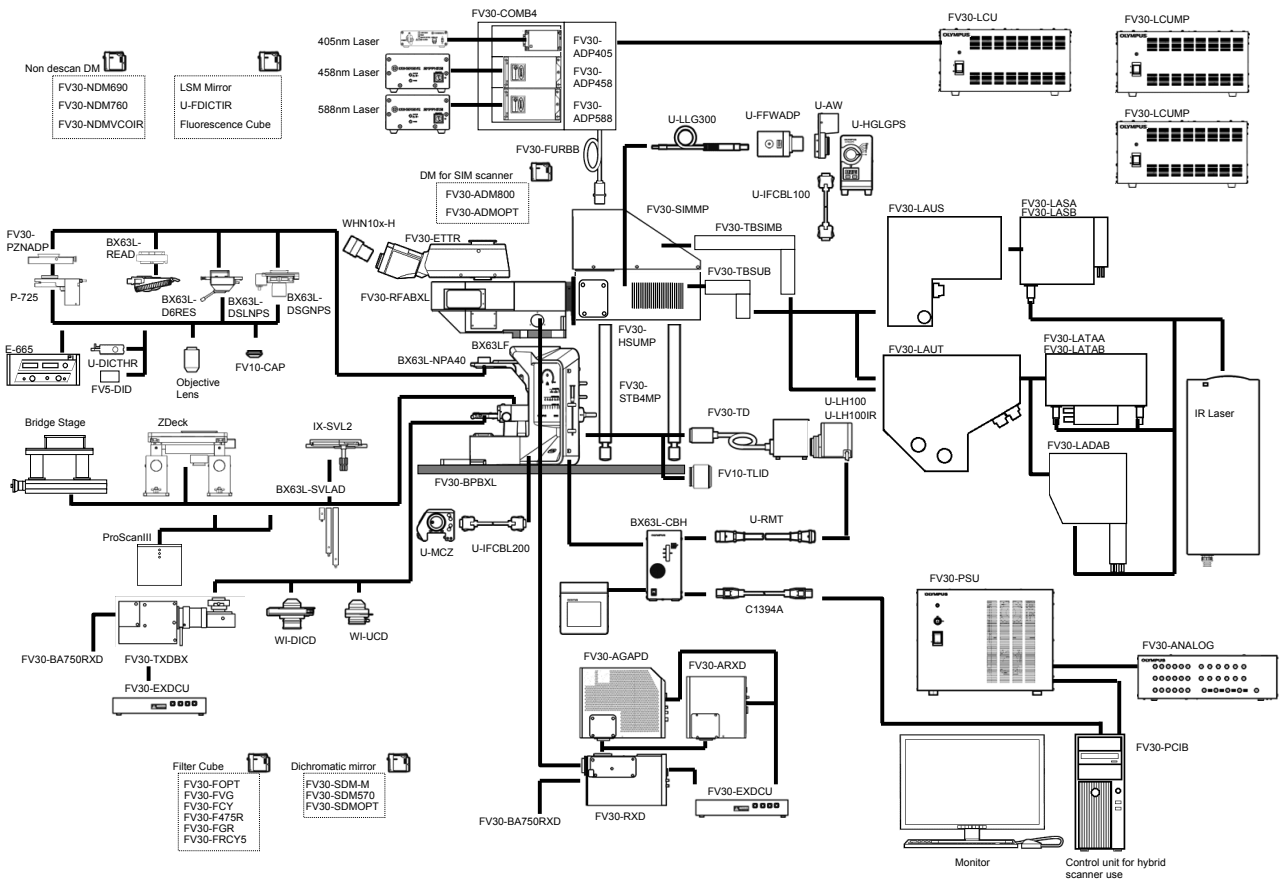 FV30-COMB4
405nm Laser
458nm Laser
588nm Laser
FV30-
ADP405
FV30-
ADP458
FV30-
ADP588
FV30-LCU
OLYMPUS
FV30-LCUMP
OLYMPUS
FV30-LCUMP
OLYMPUS
Non descan DM
FV30-NDM690
FV30-NDM760
FV30-NDMVCOIR
LSM Mirror
U-FDICTIR
Fluorescence Cube
FV30-FURBB
DM for SIM scanner
FV30-ADM800
FV30-ADMOPT
U-LLG300
U-FFWADP
U-AW
U-HGLGPS
U-IFCBL100
FV30-SIMMP
FV30-TBSIMB
FV30-TBSUB
FV30-LAUS
FV30-LASA
FV30-LASB
WHN10x-H
FV30-ETTR
FV30-RFABXL
FV30-
PZNADP
BX63L-
READ
P-725
BX63L-
D6RES
BX63L-
DSLNPS
BX63L-
DSGNPS
E-665
U-DICTHR
FV5-DID
Objective
Lens
FV10-CAP
BX63LF
BX63L-NPA40
FV30-
HSUMP
FV30-
STB4MP
FV30-LAUT
FV30-LATAA
FV30-LATAB
IR Laser
FV30-LADAB
FV30-TD
U-LH100
U-LH100IR
FV10-TLID
Bridge Stage
ZDeck
IX-SVL2
BX63L-SVLAD
FV30-BPBXL
ProScanIII
U-MCZ
U-IFCBL200
BX63L-CBH
U-RMT
C1394A
FV30-BA750RXD
FV30-TXDBX
WI-DICD
WI-UCD
FV30-EXDCU
FV30-PSU
OLYMPUS
FV30-ANALOG
OLYMPUS
FV30-AGAPD
FV30-ARXD
FV30-PCIB
Filter Cube
FV30-FOPT
FV30-FVG
FV30-FCY
FV30-F475R
FV30-FGR
FV30-FRCY5
Dichromatic mirror
FV30-SDM-M
FV30-SDM570
FV30-SDMOPT
FV30-BA750RXD
FV30-RXD
FV30-EXDCU
Monitor
Control unit for hybrid
scanner use